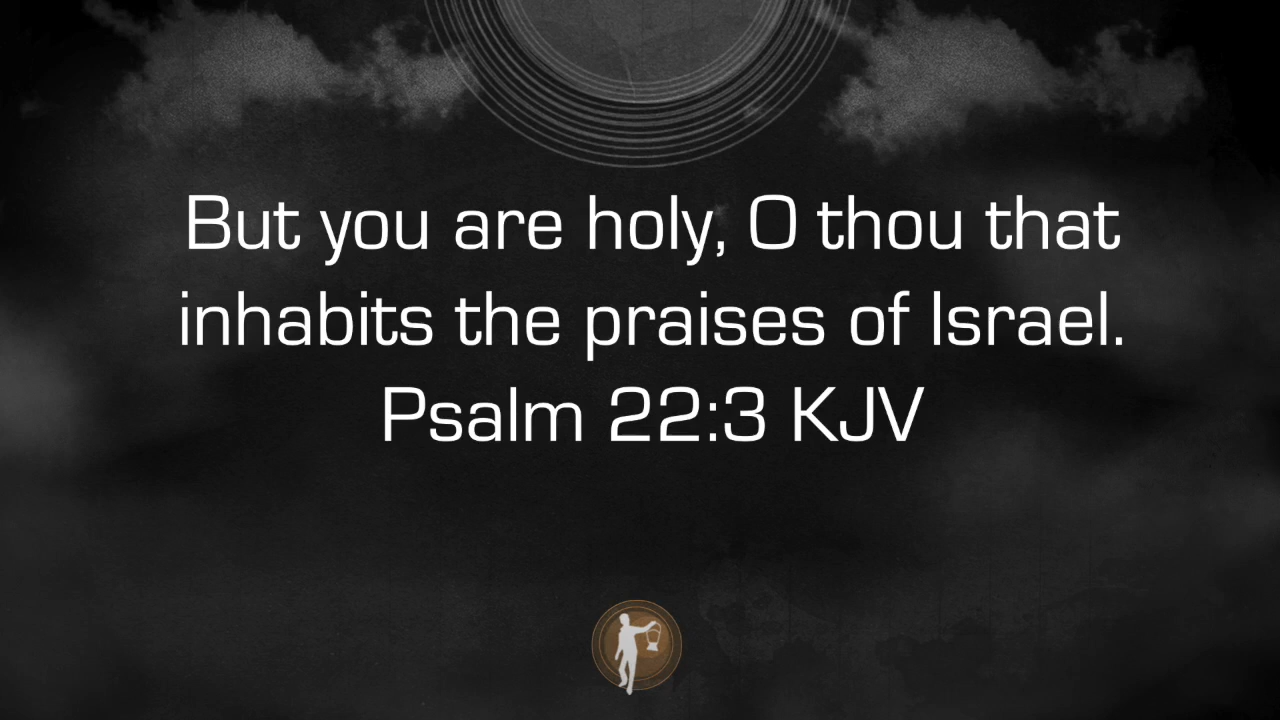 But you are holy, O thou that
inhabits the praises of Israel.
Psalm 22:3 KJV